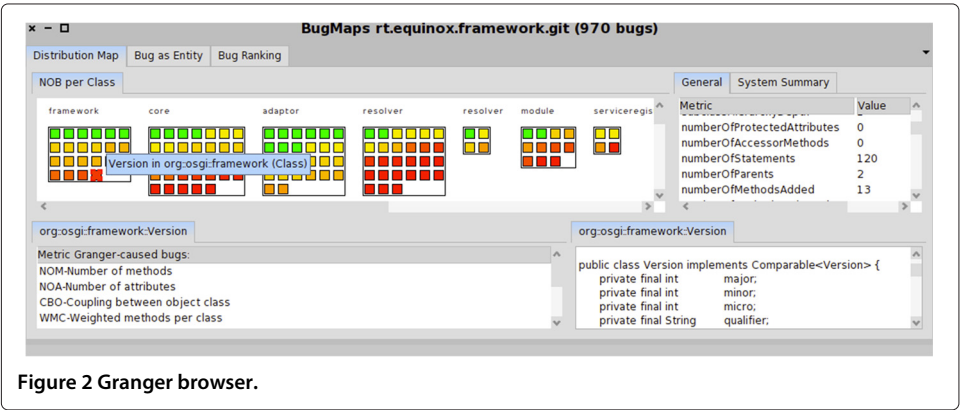 BugMaps rt.equinox.framework.git (970 bugs)
Distribution Map Bug as Entity Bug Ranking
NOB per Class
framework core adaptor resolver resolver module serviceregis
Version in org:osgi:framework (Class)
General System Summary
Metric Value
numberOfProtectedAttributes 0
numberOfAccessorMethods 0
numberOfStatements 120
numberOfParents 2
numberOfMethodsAdded 13
org:osgi::framework::Version
Metric Granger-caused bugs:
NOM-Number of methods
NOA-Number of attributes
CBO-Coupling between object class
WMC-Weighted methods per class
org:osgi::framework::Version
public class Version implements Comparable<Version> {
private final int major;
private final int minor;
private final int micro;
private final String qualifier;
Figure 2 Granger browser.